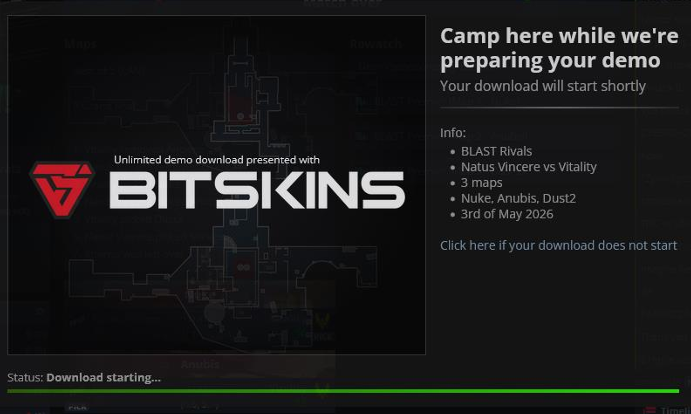 Camp here while we're
preparing your demo
Your download will start shortly
Unlimited demo download presented with
BITSKINS
Info:
BLAST Rivals
Natus Vincere vs Vitality
3 maps
Nuke, Anubis, Dust2
3rd of May 2026
Click here if your download does not start
Anubis
Status: Download starting...